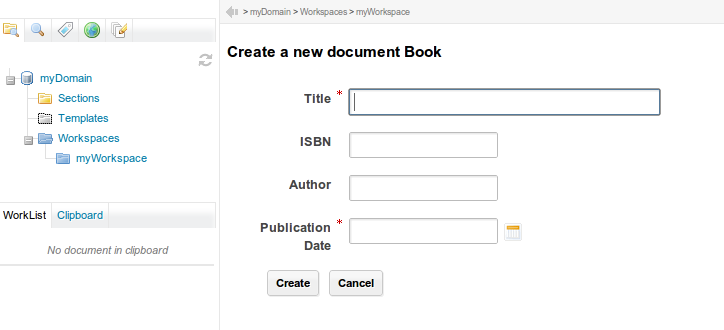 > myDomain > Workspaces > myWorkspace
myDomain
Sections
Templates
Workspaces
myWorkspace
WorkList Clipboard
No document in clipboard
Create a new document Book
Title *
ISBN
Author
Publication *
Date
Create Cancel